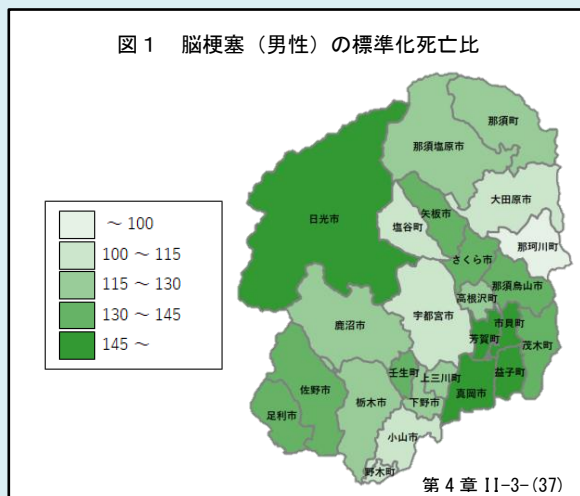 図1 脳梗塞(男性)の標準化死亡比
~ 100
100 ~ 115
115 ~ 130
130 ~ 145
145 ~
那須町
那須塩原市
大田原市
日光市
矢板市
塩谷町
那珂川町
さくら市
那須烏山市
高根沢町
宇都宮市
市貝町
鹿沼市
芳賀町
茂木町
壬生町
上三川町
益子町
佐野市
真岡市
下野市
栃木市
足利市
小山市
野木町
第4章 II-3-(37)